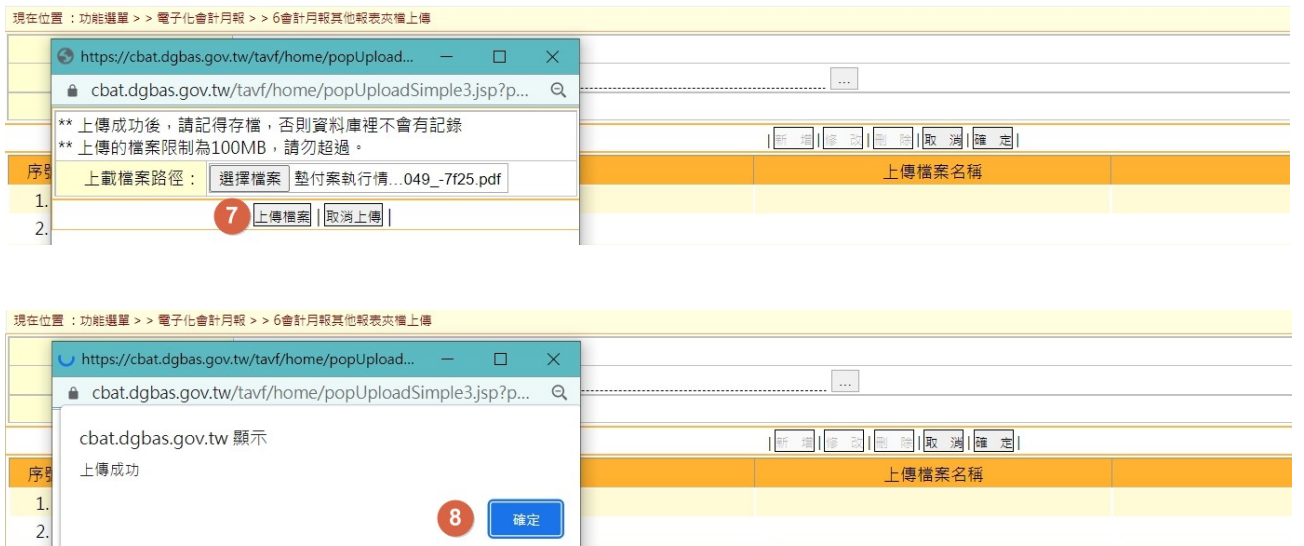 現在位置 ：功能選單 > > 電子化會計月報 > > 6會計月報其他報表夾檔上傳
https://cbat.dgbas.gov.tw/tavf/home/popUpload...
cbat.dgbas.gov.tw/tavf/home/popUploadSimple3.jsp?p...
...
** 上傳成功後，請記得存檔，否則資料庫裡不會有記錄
** 上傳的檔案限制為100MB，請勿超過。
|新 增|修 改|刪 除|取 消|確 定|
序號 上傳檔案名稱
上載檔案路徑： 選擇檔案 墊付案執行情...049_-7f25.pdf
1.
7 上傳檔案 | 取消上傳 |
2.
現在位置 ：功能選單 > > 電子化會計月報 > > 6會計月報其他報表夾檔上傳
https://cbat.dgbas.gov.tw/tavf/home/popUpload...
cbat.dgbas.gov.tw/tavf/home/popUploadSimple3.jsp?p...
...
cbat.dgbas.gov.tw 顯示
|新 增|修 改|刪 除|取 消|確 定|
上傳成功
序號 上傳檔案名稱
1.
8 確定
2.